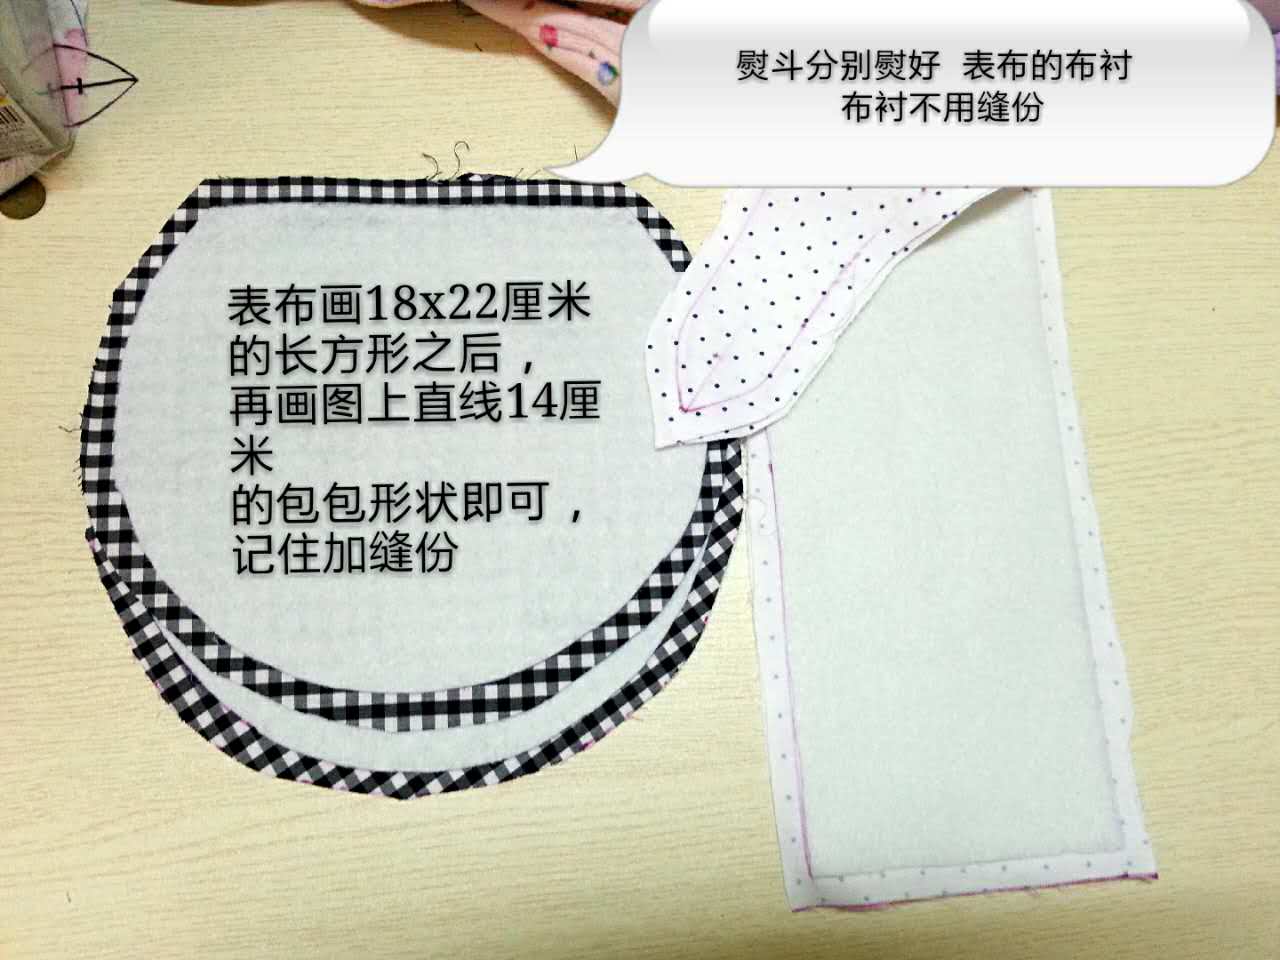 熨斗分别熨好 表布的布衬
布衬不用缝份
表布画18x22厘米
的长方形之后，
再画图上直线14厘
米
的包包形状即可，
记住加缝份